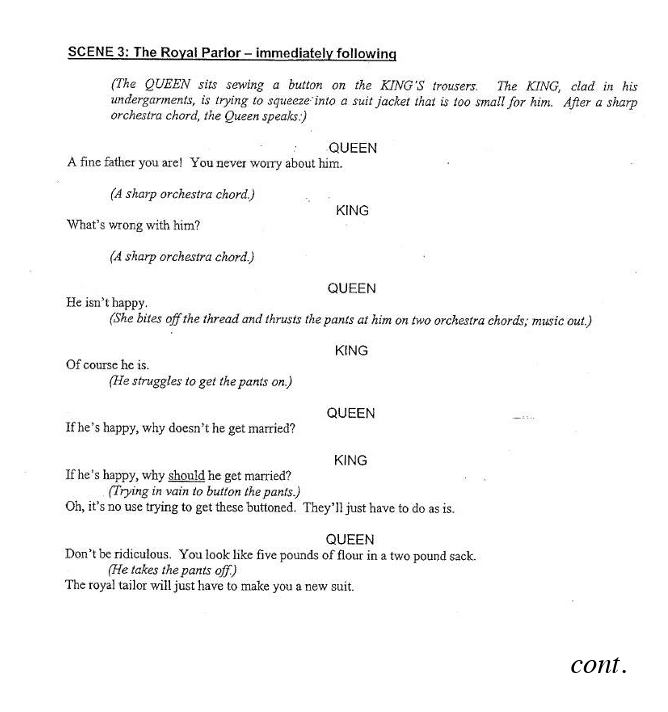 SCENE 3: The Royal Parlor – immediately following
(The QUEEN sits sewing a button on the KING'S trousers. The KING, clad in his
undergarments, is trying to squeeze into a suit jacket that is too small for him. After a sharp
orchestra chord, the Queen speaks:)
QUEEN
A fine father you are! You never worry about him.
(A sharp orchestra chord.)
KING
What's wrong with him?
(A sharp orchestra chord.)
QUEEN
He isn't happy.
(She bites off the thread and thrusts the pants at him on two orchestra chords; music out.)
KING
Of course he is.
(He struggles to get the pants on.)
QUEEN
If he's happy, why doesn't he get married?
KING
If he's happy, why should he get married?
(Trying in vain to button the pants.)
Oh, it's no use trying to get these buttoned. They'll just have to do as is.
QUEEN
Don't be ridiculous. You look like five pounds of flour in a two pound sack.
(He takes the pants off.)
The royal tailor will just have to make you a new suit.
cont.